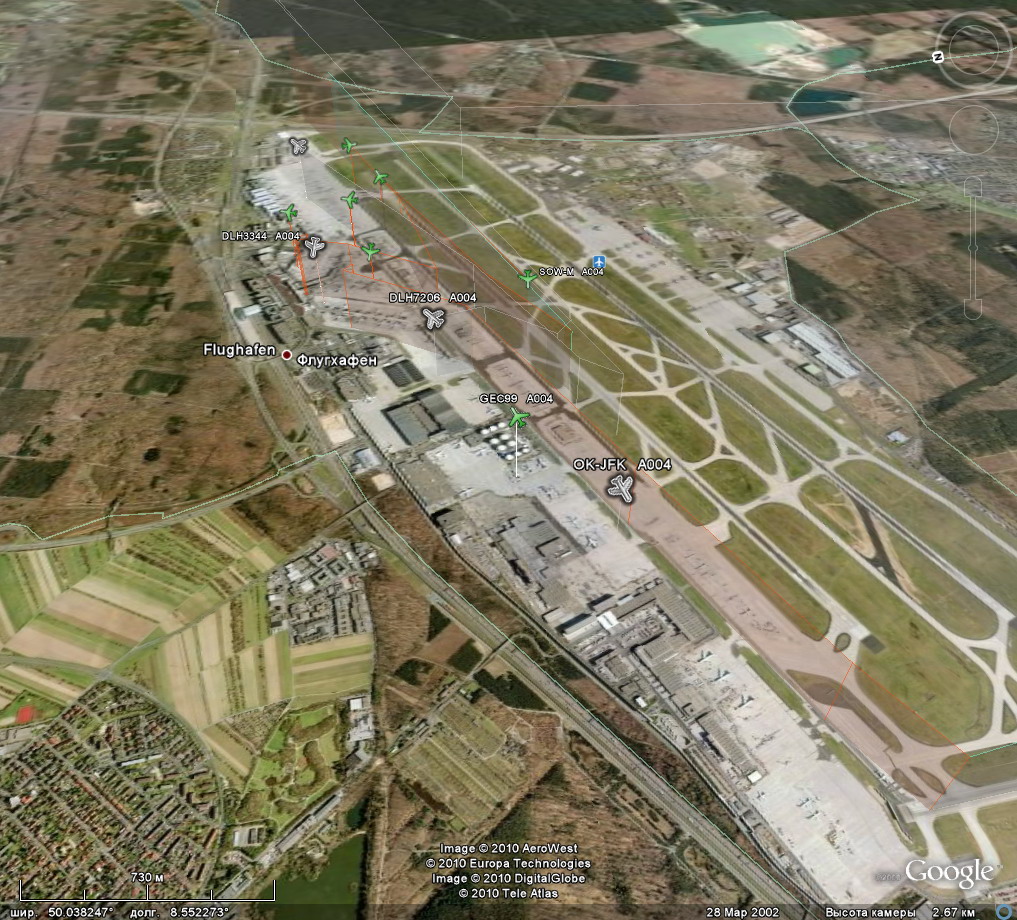 DLH3344 A004
SOW-M A004
DLH7206 A004
Flughafen
Флугхафен
GEC99 A004
OK-JFK A004
Image © 2010 AeroWest
© 2010 Europa Technologies
Image © 2010 DigitalGlobe
© 2010 Tele Atlas
Google
730 м
шир. 50.038247° долг. 8.552273°
28 Мар 2002
Высота камеры 2.67 км